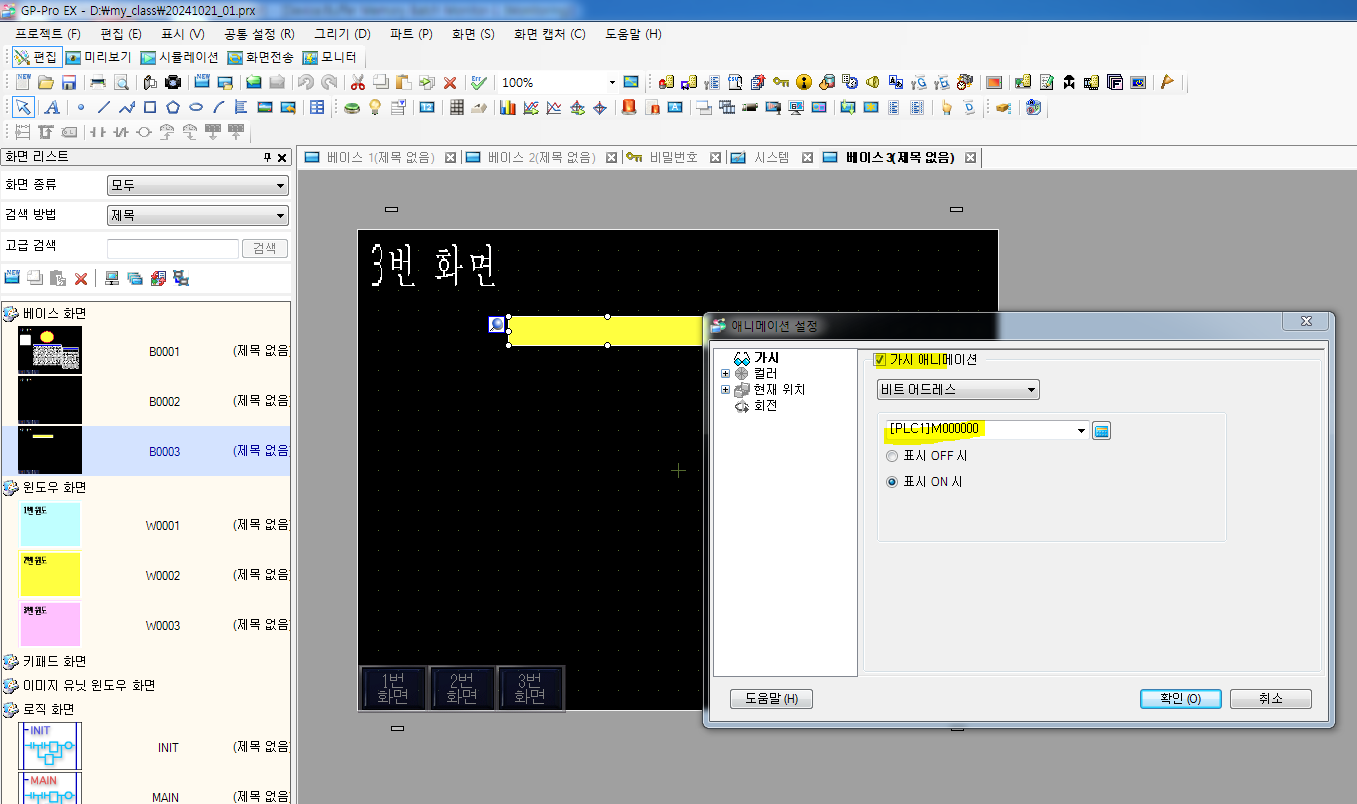 GP-Pro EX - D:\my_class\20241021_01.prx
프로젝트 (F) 편집 (E) 표시 (V) 공통 설정 (R) 그리기 (D) 파트 (P) 화면 (S) 화면 캡처 (C) 도움말 (H)
편집 미리보기 시뮬레이션 화면전송 모니터
100%
화면 리스트
베이스 1(제목 없음) 베이스 2(제목 없음) 비밀번호 시스템 베이스 3(제목 없음)
화면 종류 모두
검색 방법 제목
고급 검색 검색
베이스 화면
B0001 (제목 없음
B0002 (제목 없음
B0003 (제목 없음
윈도우 화면
1번 윈도
W0001 (제목 없음
2번 윈도
W0002 (제목 없음
3번 윈도
W0003 (제목 없음
키패드 화면
이미지 유닛 윈도우 화면
로직 화면
INIT
INIT (제목 없음
MAIN
MAIN (제목 없음
3번 화면
1번 화면
2번 화면
3번 화면
애니메이션 설정
가시
컬러
현재 위치
회전
가시 애니메이션
비트 어드레스
[PLC1]M000000
표시 OFF 시
표시 ON 시
도움말 (H) 확인 (O) 취소